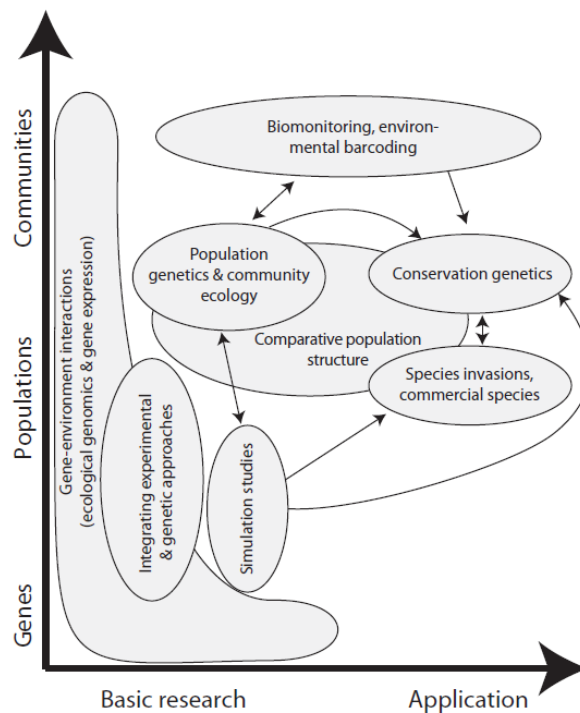 Communities
Populations
Genes
Gene-environment interactions
(ecological genomics & gene expression)
Biomonitoring, environ-
mental barcoding
Population
genetics & community
ecology
Conservation genetics
Comparative population
structure
Species invasions,
commercial species
Integrating experimental
& genetic approaches
Simulation studies
Basic research
Application